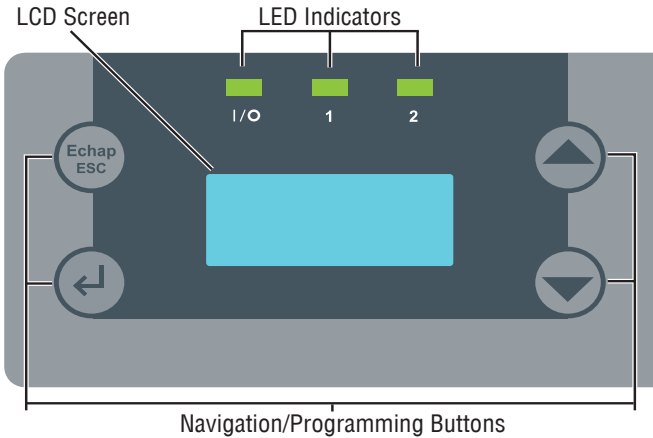 LCD Screen
LED Indicators
I/O
1
2
Echap
ESC
Navigation/Programming Buttons